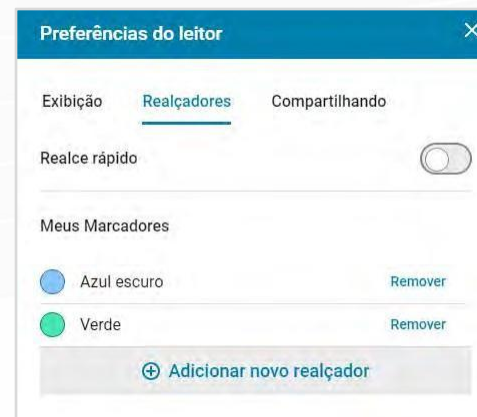 Preferências do leitor
Exibição Realçadores Compartilhando
Realce rápido
Meus Marcadores
Azul escuro Remover
Verde Remover
Adicionar novo realçador